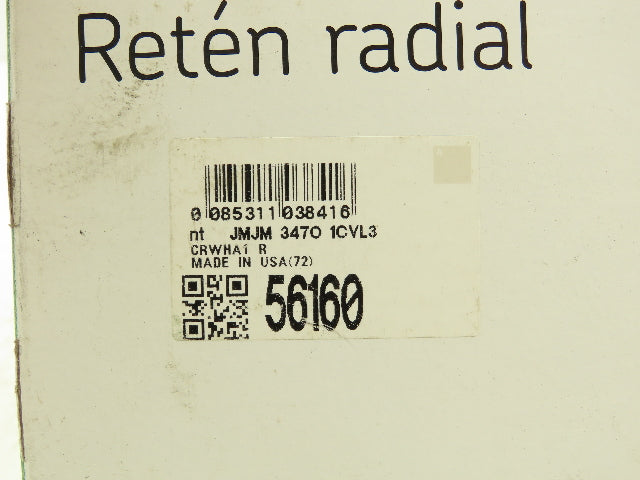 Retén radial
0 085311 038416
nt JMJM 3470 1CVL3
CRWHA1 R
MADE IN USA(72)
56160